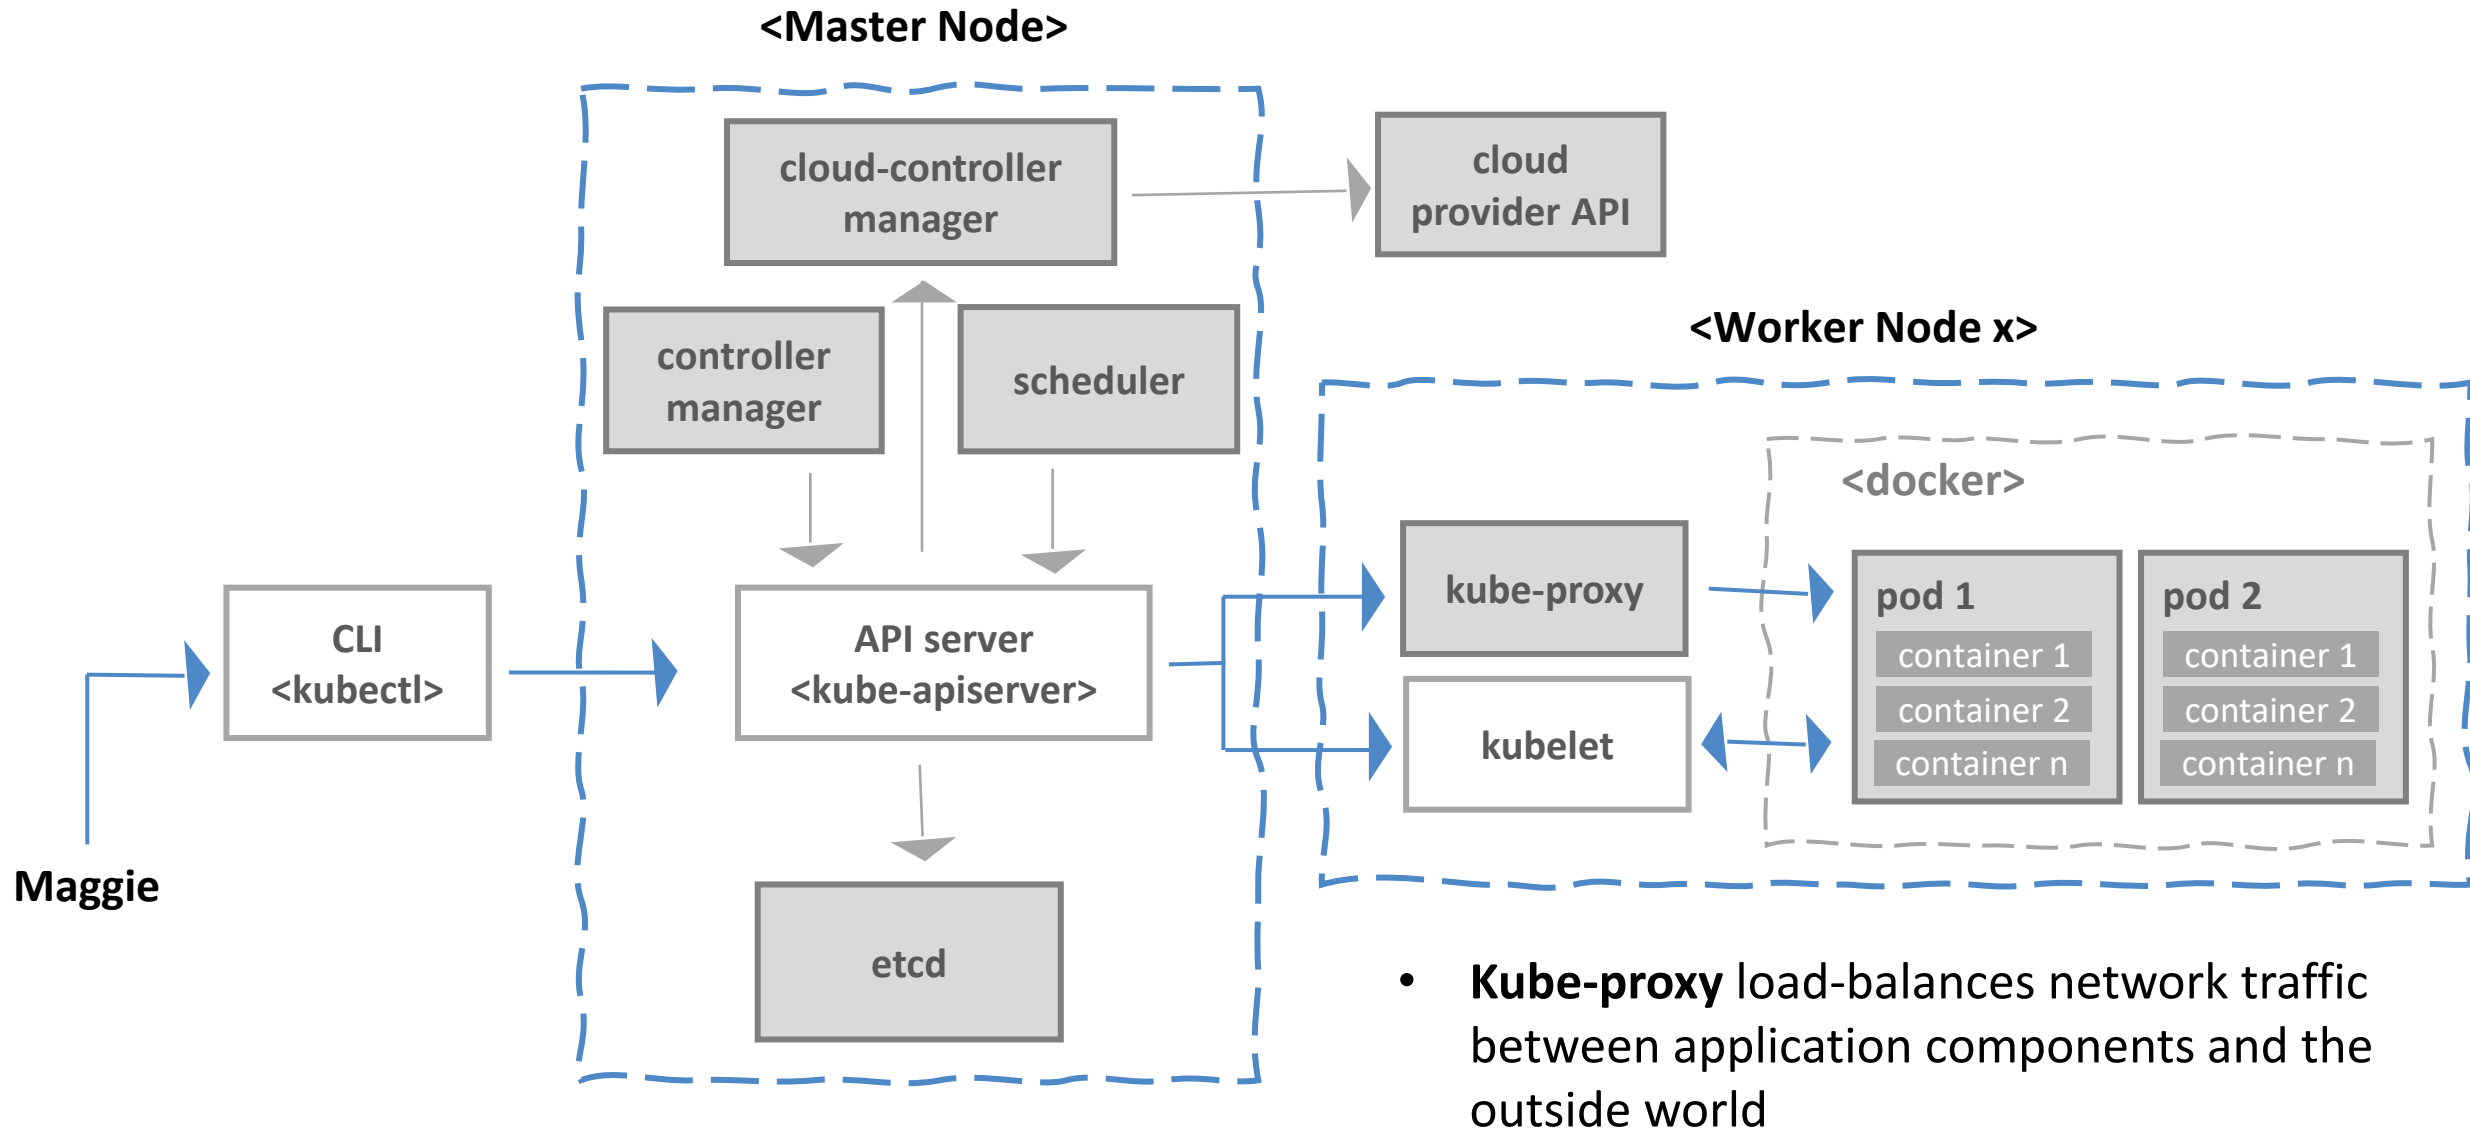 <Master Node>
cloud-controller
manager
cloud
provider API
controller
manager
scheduler
<Worker Node x>
<docker>
CLI
<kubectl>
API server
<kube-apiserver>
kube-proxy
kubelet
pod 1
container 1
container 2
container n
pod 2
container 1
container 2
container n
Maggie
etcd
• Kube-proxy load-balances network traffic
between application components and the
outside world